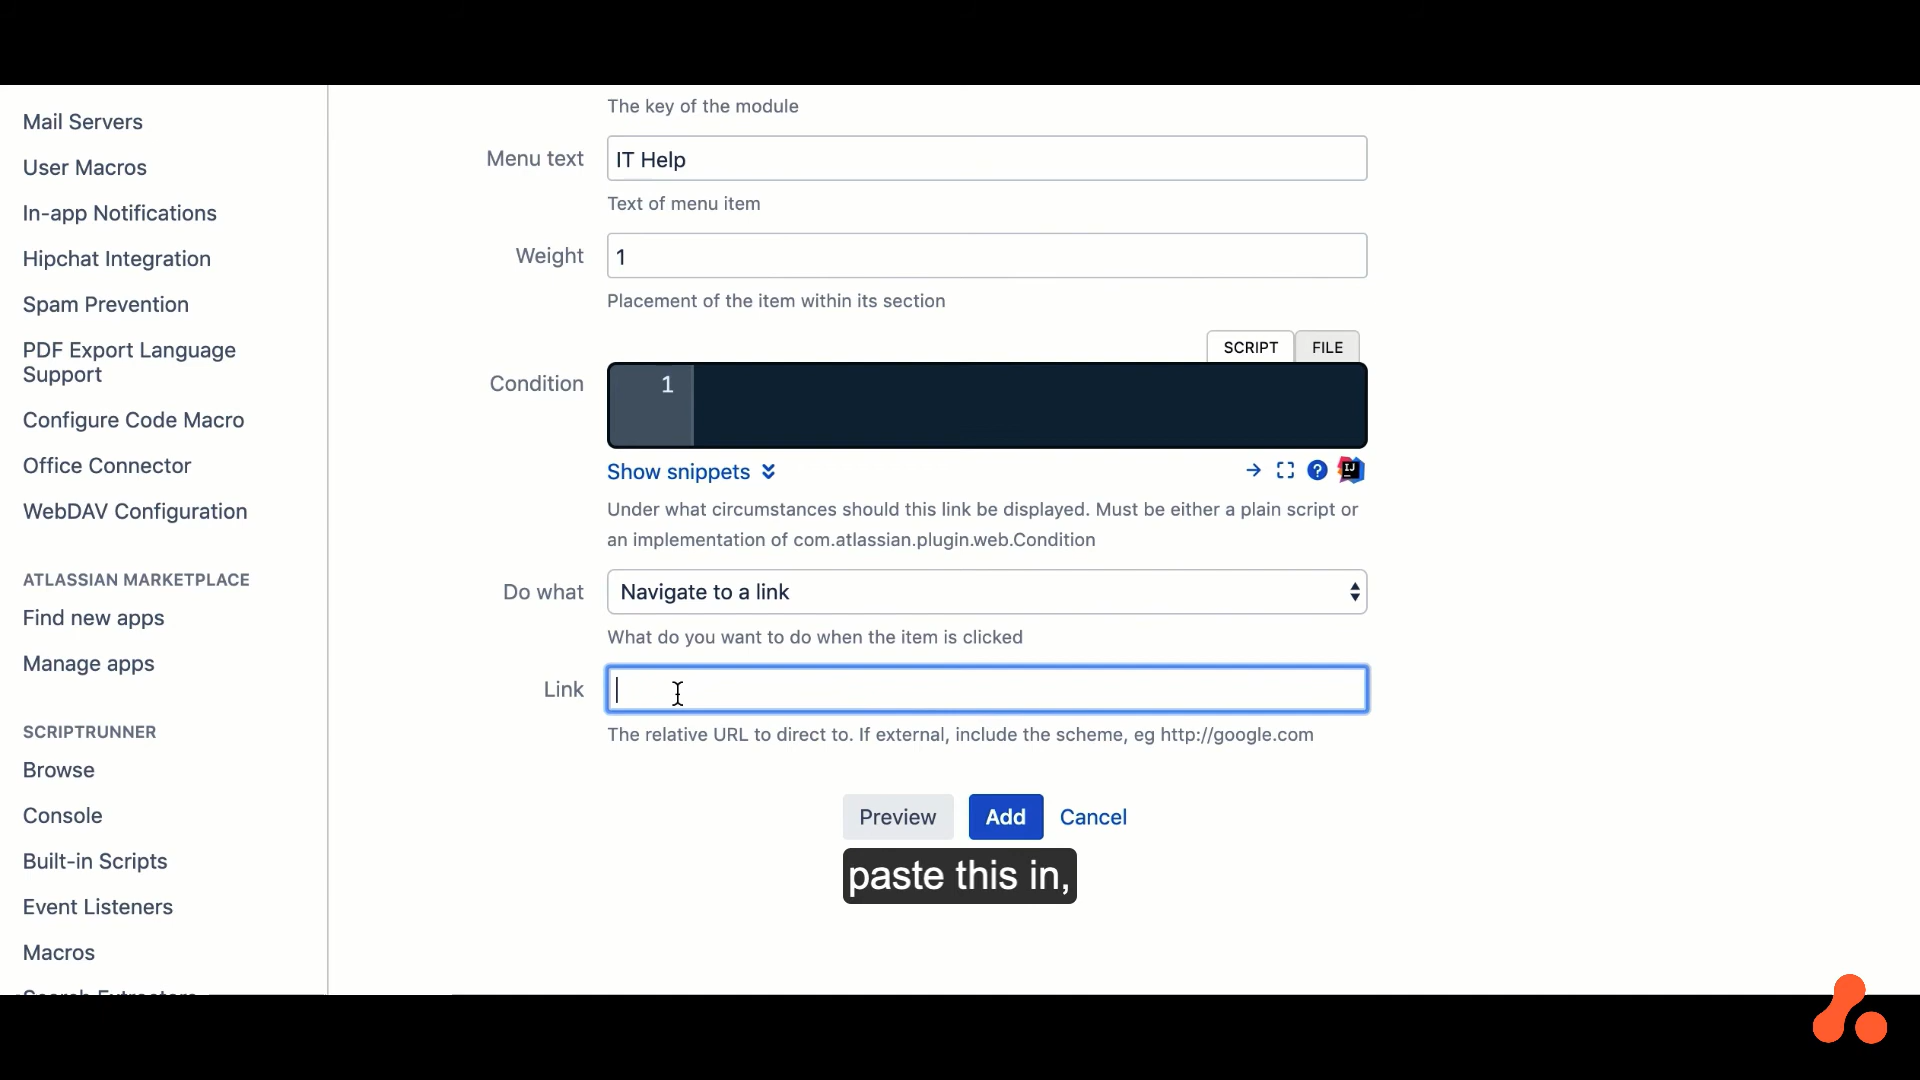 Mail Servers
User Macros
In-app Notifications
Hipchat Integration
Spam Prevention
PDF Export Language
Support
Configure Code Macro
Office Connector
WebDAV Configuration
ATLASSIAN MARKETPLACE
Find new apps
Manage apps
SCRIPTRUNNER
Browse
Console
Built-in Scripts
Event Listeners
Macros
The key of the module
Menu text
IT Help
Text of menu item
Weight
1
Placement of the item within its section
SCRIPT
FILE
Condition
1
Show snippets
?
IJ
Under what circumstances should this link be displayed. Must be either a plain script or
an implementation of com.atlassian.plugin.web.Condition
Do what
Navigate to a link
What do you want to do when the item is clicked
Link
The relative URL to direct to. If external, include the scheme, eg http://google.com
Preview
Add
Cancel
paste this in,